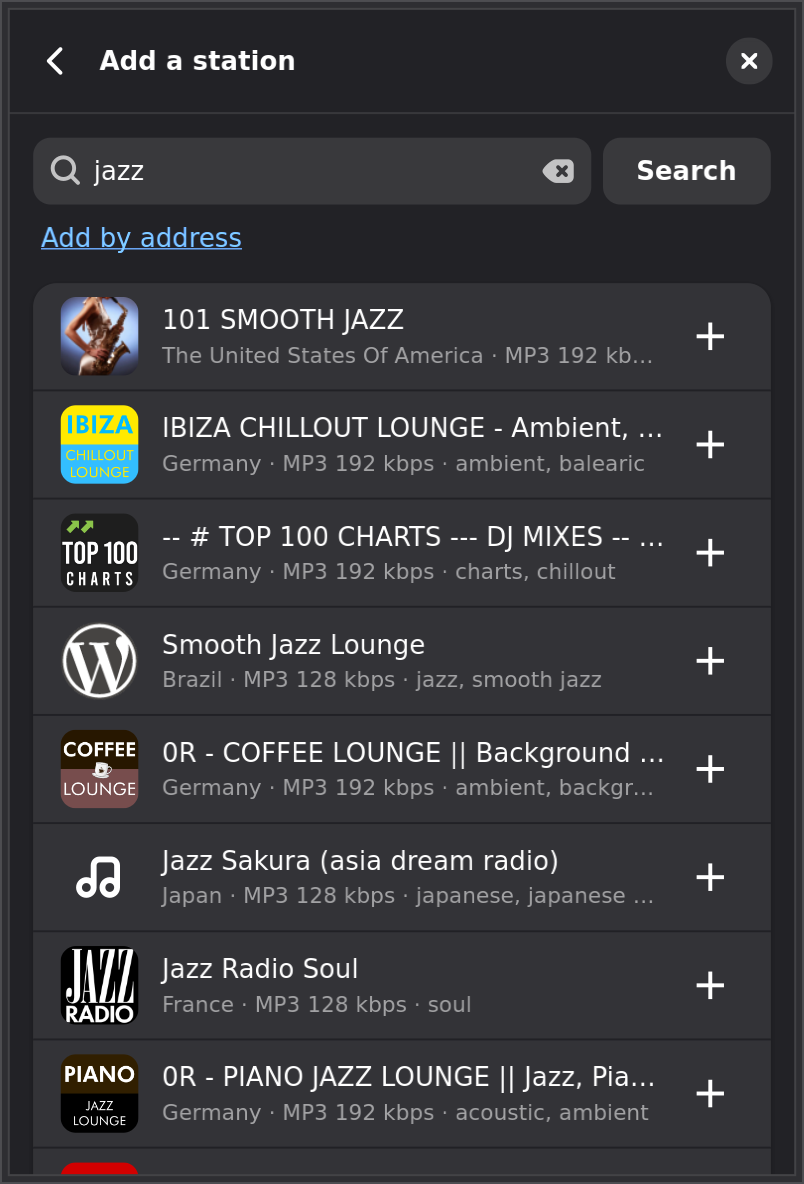 Add a station
jazz
Search
Add by address
101 SMOOTH JAZZ
The United States Of America · MP3 192 kb…
IBIZA
CHILLOUT
LOUNGE
IBIZA CHILLOUT LOUNGE - Ambient, …
Germany · MP3 192 kbps · ambient, balearic
TOP 100
CHARTS
-- # TOP 100 CHARTS --- DJ MIXES -- …
Germany · MP3 192 kbps · charts, chillout
W
Smooth Jazz Lounge
Brazil · MP3 128 kbps · jazz, smooth jazz
COFFEE
LOUNGE
0R - COFFEE LOUNGE || Background …
Germany · MP3 192 kbps · ambient, backgr…
Jazz Sakura (asia dream radio)
Japan · MP3 128 kbps · japanese, japanese …
JAZZ
RADIO
Jazz Radio Soul
France · MP3 128 kbps · soul
PIANO
JAZZ
LOUNGE
0R - PIANO JAZZ LOUNGE || Jazz, Pia…
Germany · MP3 192 kbps · acoustic, ambient